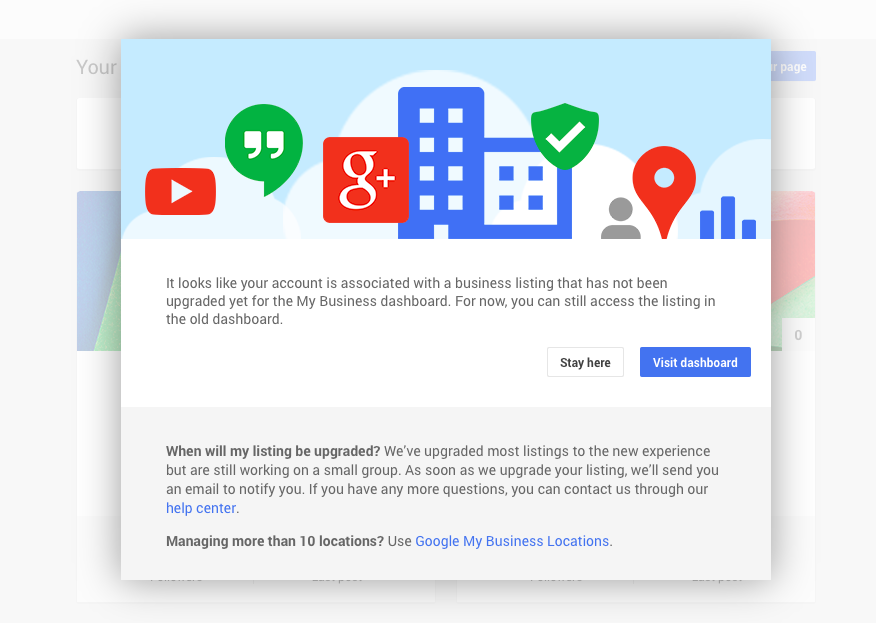 Your
r page
g+
It looks like your account is associated with a business listing that has not been
upgraded yet for the My Business dashboard. For now, you can still access the listing in
the old dashboard.
0
Stay here
Visit dashboard
When will my listing be upgraded? We've upgraded most listings to the new experience
but are still working on a small group. As soon as we upgrade your listing, we'll send you
an email to notify you. If you have any more questions, you can contact us through our
help center.
Managing more than 10 locations? Use Google My Business Locations.